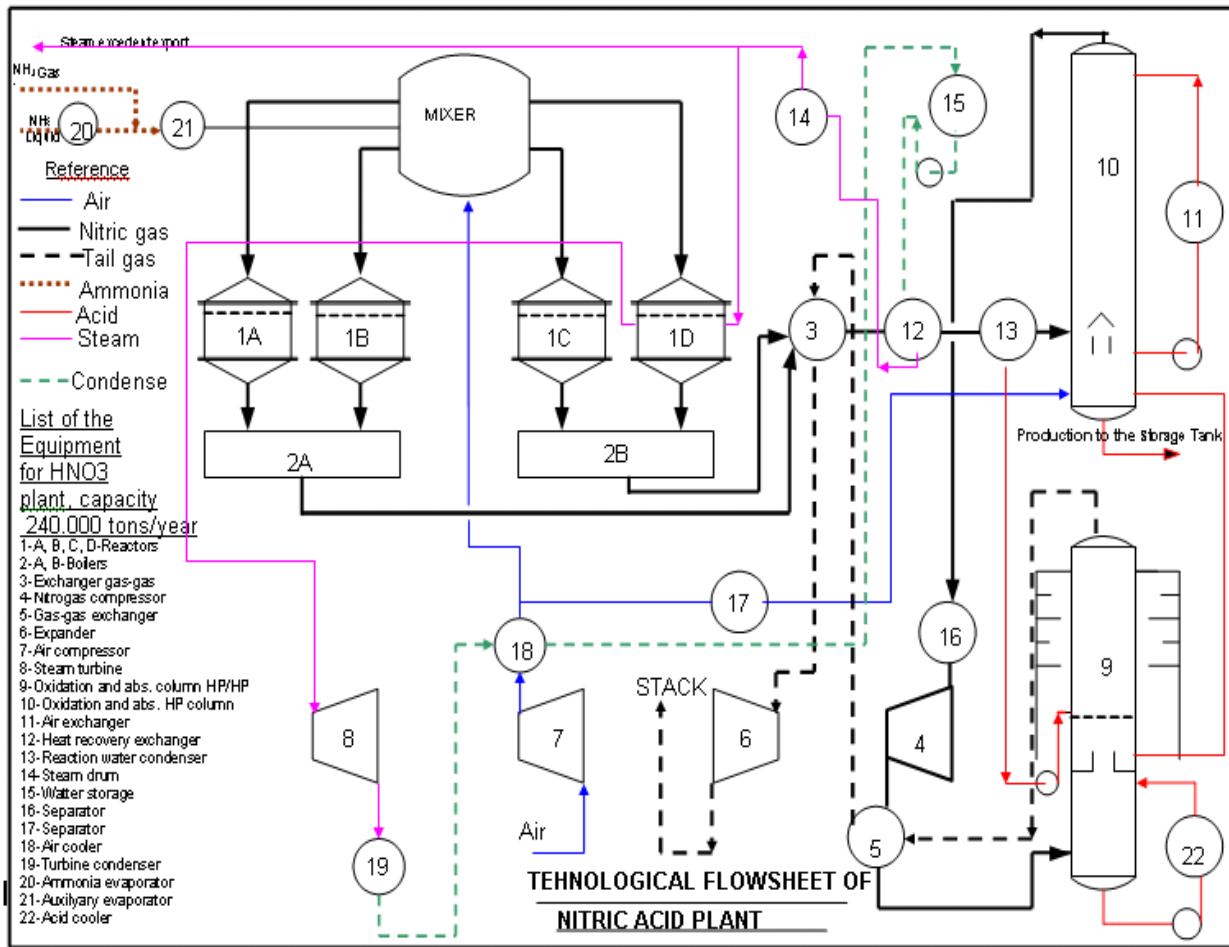 Steam excedent export
NH3 Gas
NH3
Liquid
20
21
MIXER
14
15
10
11
Reference
Air
Nitric gas
Tail gas
Ammonia
Acid
Steam
Condense
1A
1B
1C
1D
3
12
13
2A
2B
Production to the Storage Tank
List of the
Equipment
for HNO3
plant, capacity
240.000 tons/year
1-A, B, C, D-Reactors
2-A, B-Boilers
3-Exchanger gas-gas
4-Nitrogas compressor
5-Gas-gas exchanger
6-Expander
7-Air compressor
8-Steam turbine
9-Oxidation and abs. column HP/HP
10-Oxidation and abs. HP column
11-Air exchanger
12-Heat recovery exchanger
13-Reaction water condenser
14-Steam drum
15-Watter storage
16-Separator
17-Separator
18-Air cooler
19-Turbine condenser
20-Ammonia evaporator
21-Auxilyary evaporator
22-Acid cooler
17
18
16
9
STACK
8
7
6
4
Air
19
5
22
TEHNOLOGICAL FLOWSHEET OF
NITRIC ACID PLANT